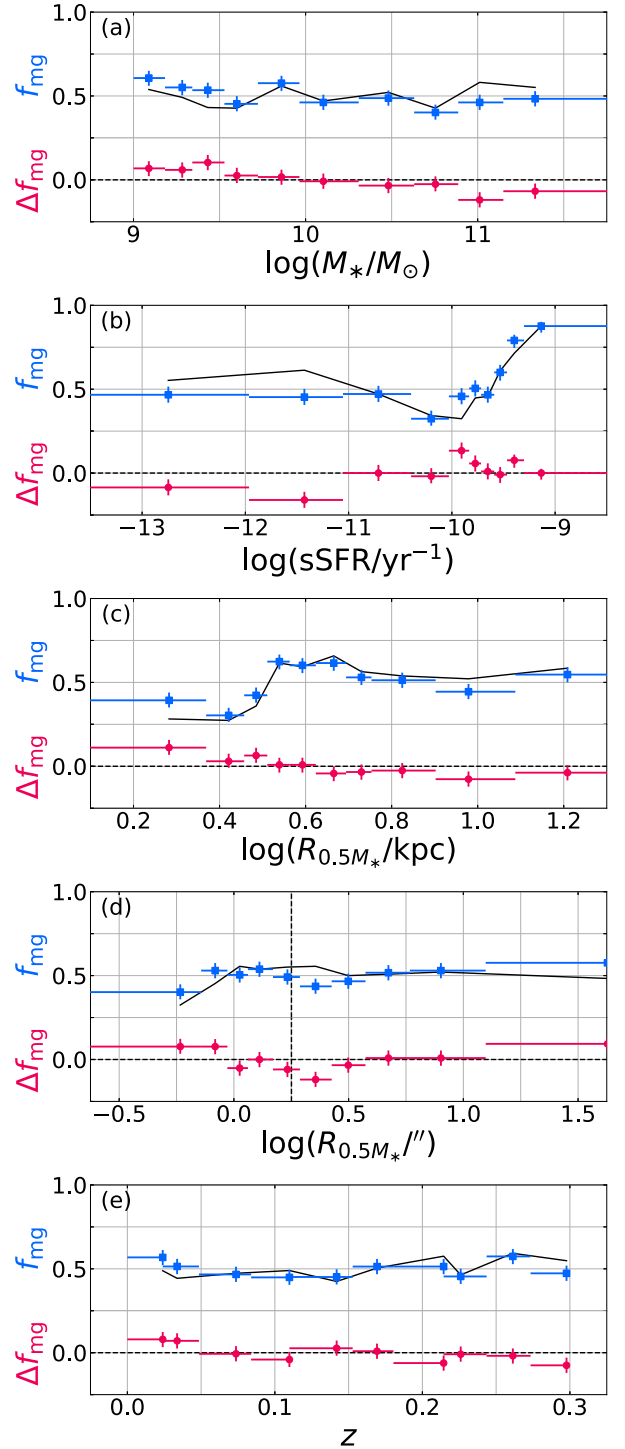 (a)
1.0
0.5
0.0
f_mg
Δf_mg
9 10 11
log(M_*/M_⊙)
(b)
1.0
0.5
0.0
f_mg
Δf_mg
−13 −12 −11 −10 −9
log(sSFR/yr⁻¹)
(c)
1.0
0.5
0.0
f_mg
Δf_mg
0.2 0.4 0.6 0.8 1.0 1.2
log(R_{0.5M_*}/kpc)
(d)
1.0
0.5
0.0
f_mg
Δf_mg
−0.5 0.0 0.5 1.0 1.5
log(R_{0.5M_*}/′′)
(e)
1.0
0.5
0.0
f_mg
Δf_mg
0.0 0.1 0.2 0.3
z